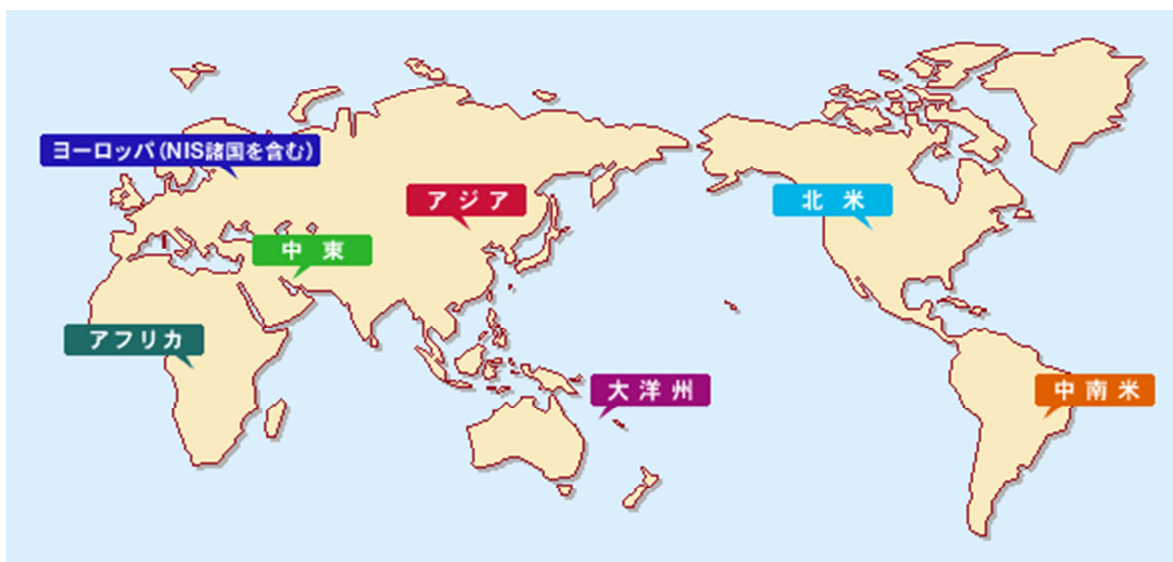 ヨーロッパ(NIS諸国を含む)
アジア
北米
中東
アフリカ
大洋州
中南米